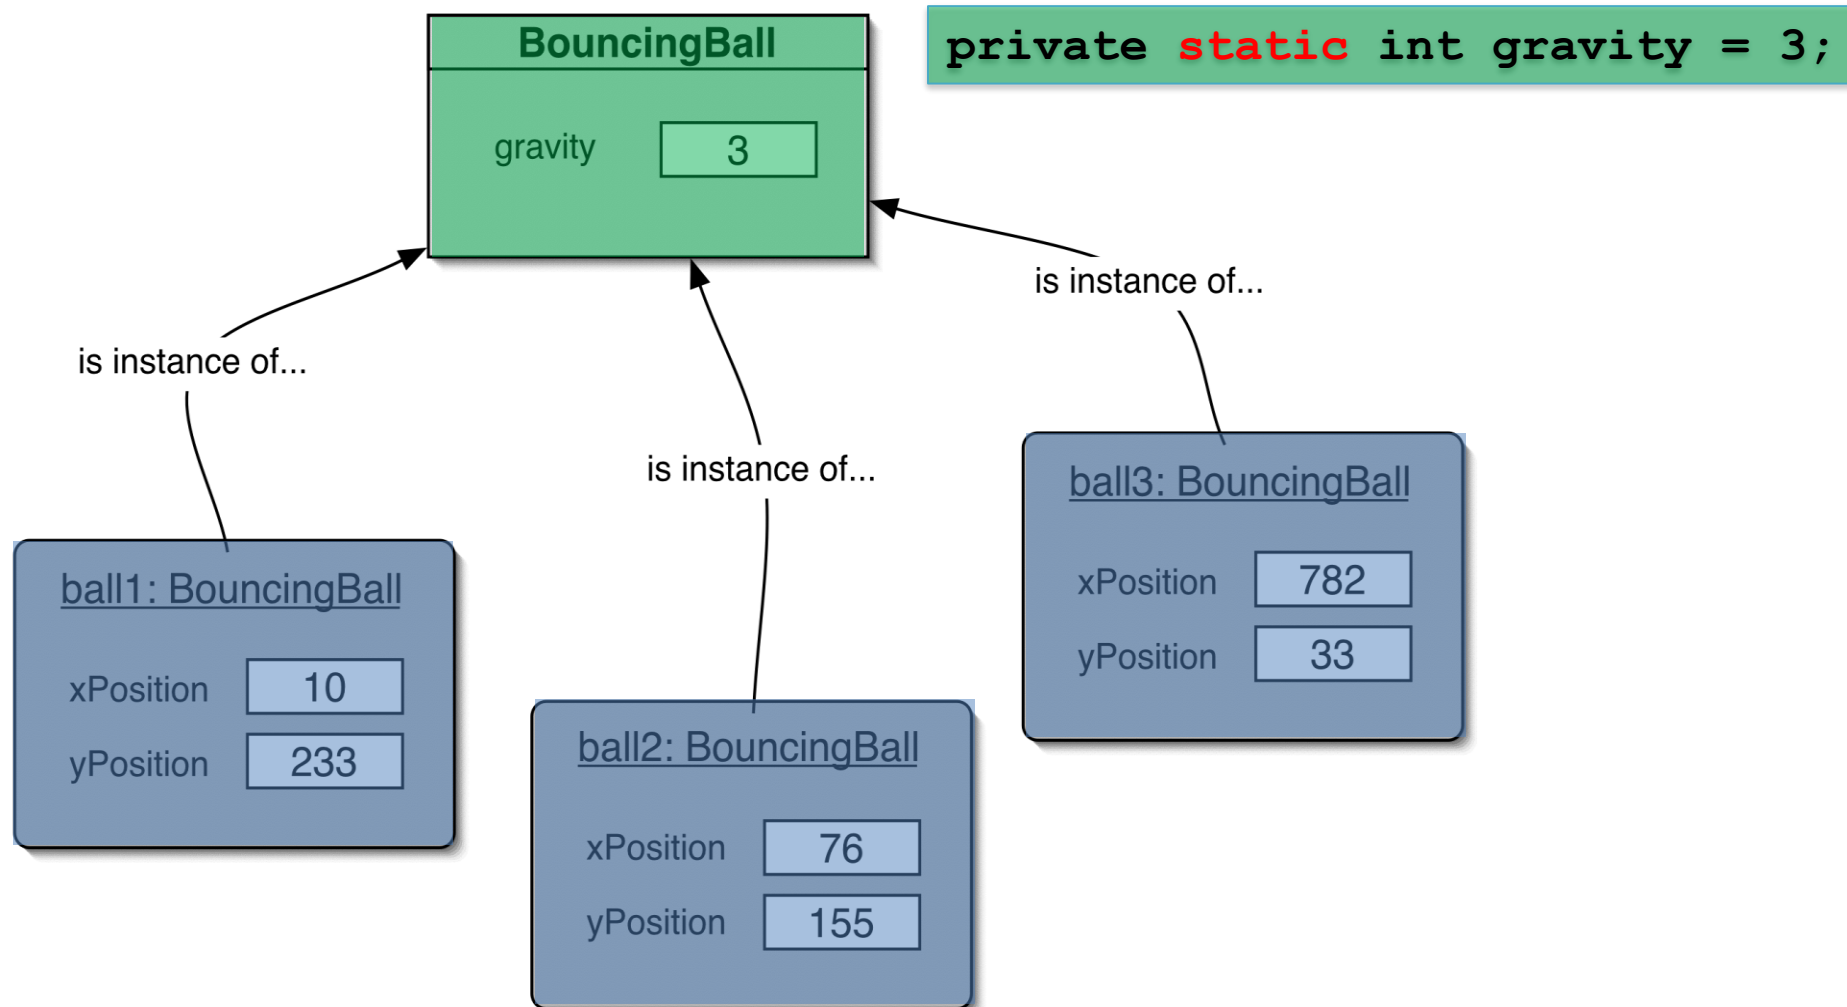 BouncingBall
private static int gravity = 3;
gravity 3
is instance of...
is instance of...
is instance of...
ball1: BouncingBall
xPosition 10
yPosition 233
ball2: BouncingBall
xPosition 76
yPosition 155
ball3: BouncingBall
xPosition 782
yPosition 33